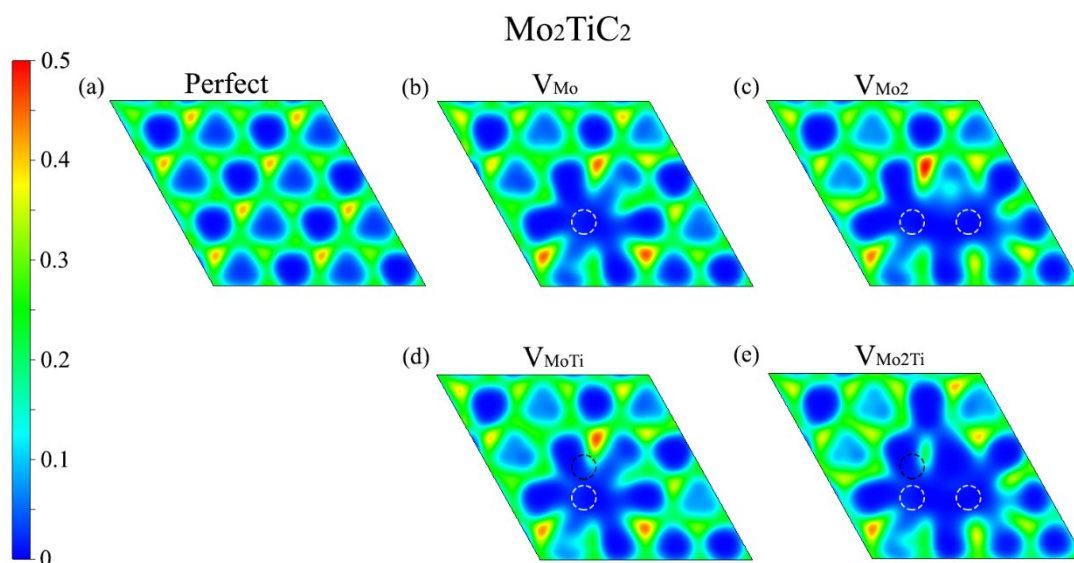 Mo2TiC2
0.5
0.4
0.3
0.2
0.1
0
(a) Perfect
(b) VMo
(c) VMo2
(d) VMoTi
(e) VMo2Ti